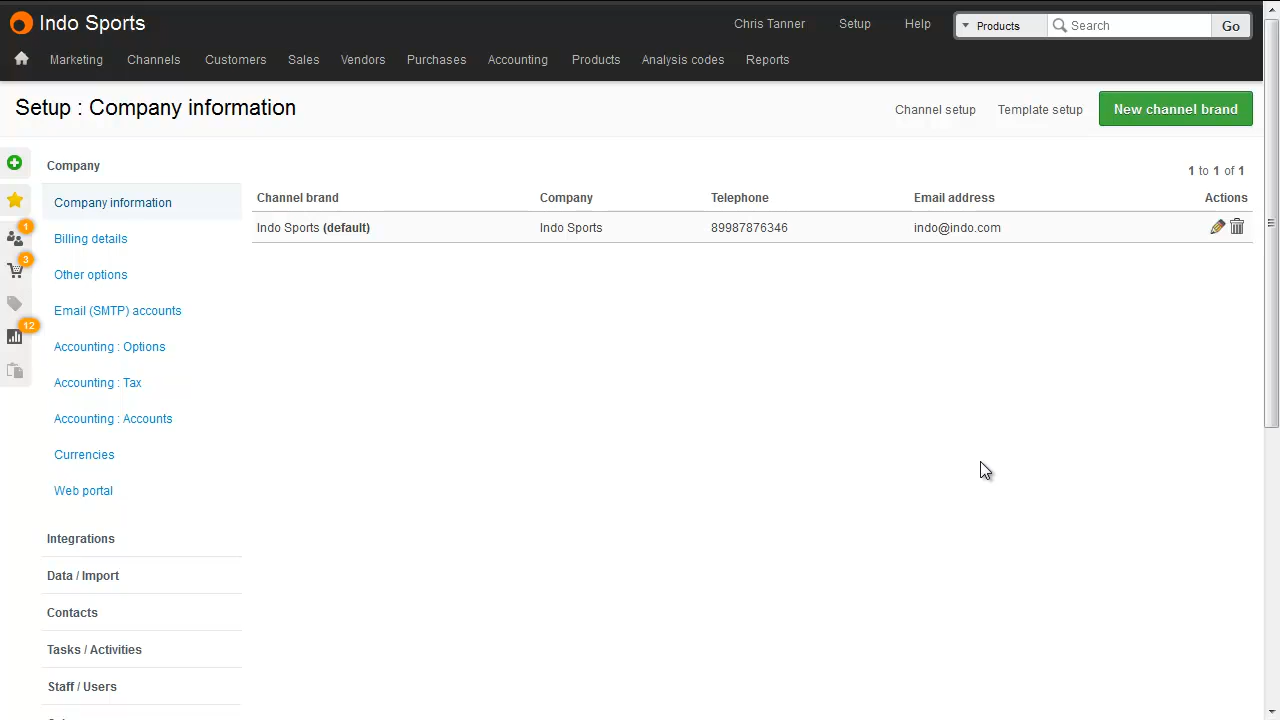 Indo Sports
Chris Tanner Setup Help Products Search Go
Marketing Channels Customers Sales Vendors Purchases Accounting Products Analysis codes Reports
Setup : Company information
Channel setup Template setup New channel brand
Company
1 to 1 of 1
Company information
Channel brand Company Telephone Email address Actions
Indo Sports (default) Indo Sports 89987876346 indo@indo.com
1
Billing details
3
Other options
Email (SMTP) accounts
12
Accounting : Options
Accounting : Tax
Accounting : Accounts
Currencies
Web portal
Integrations
Data / Import
Contacts
Tasks / Activities
Staff / Users